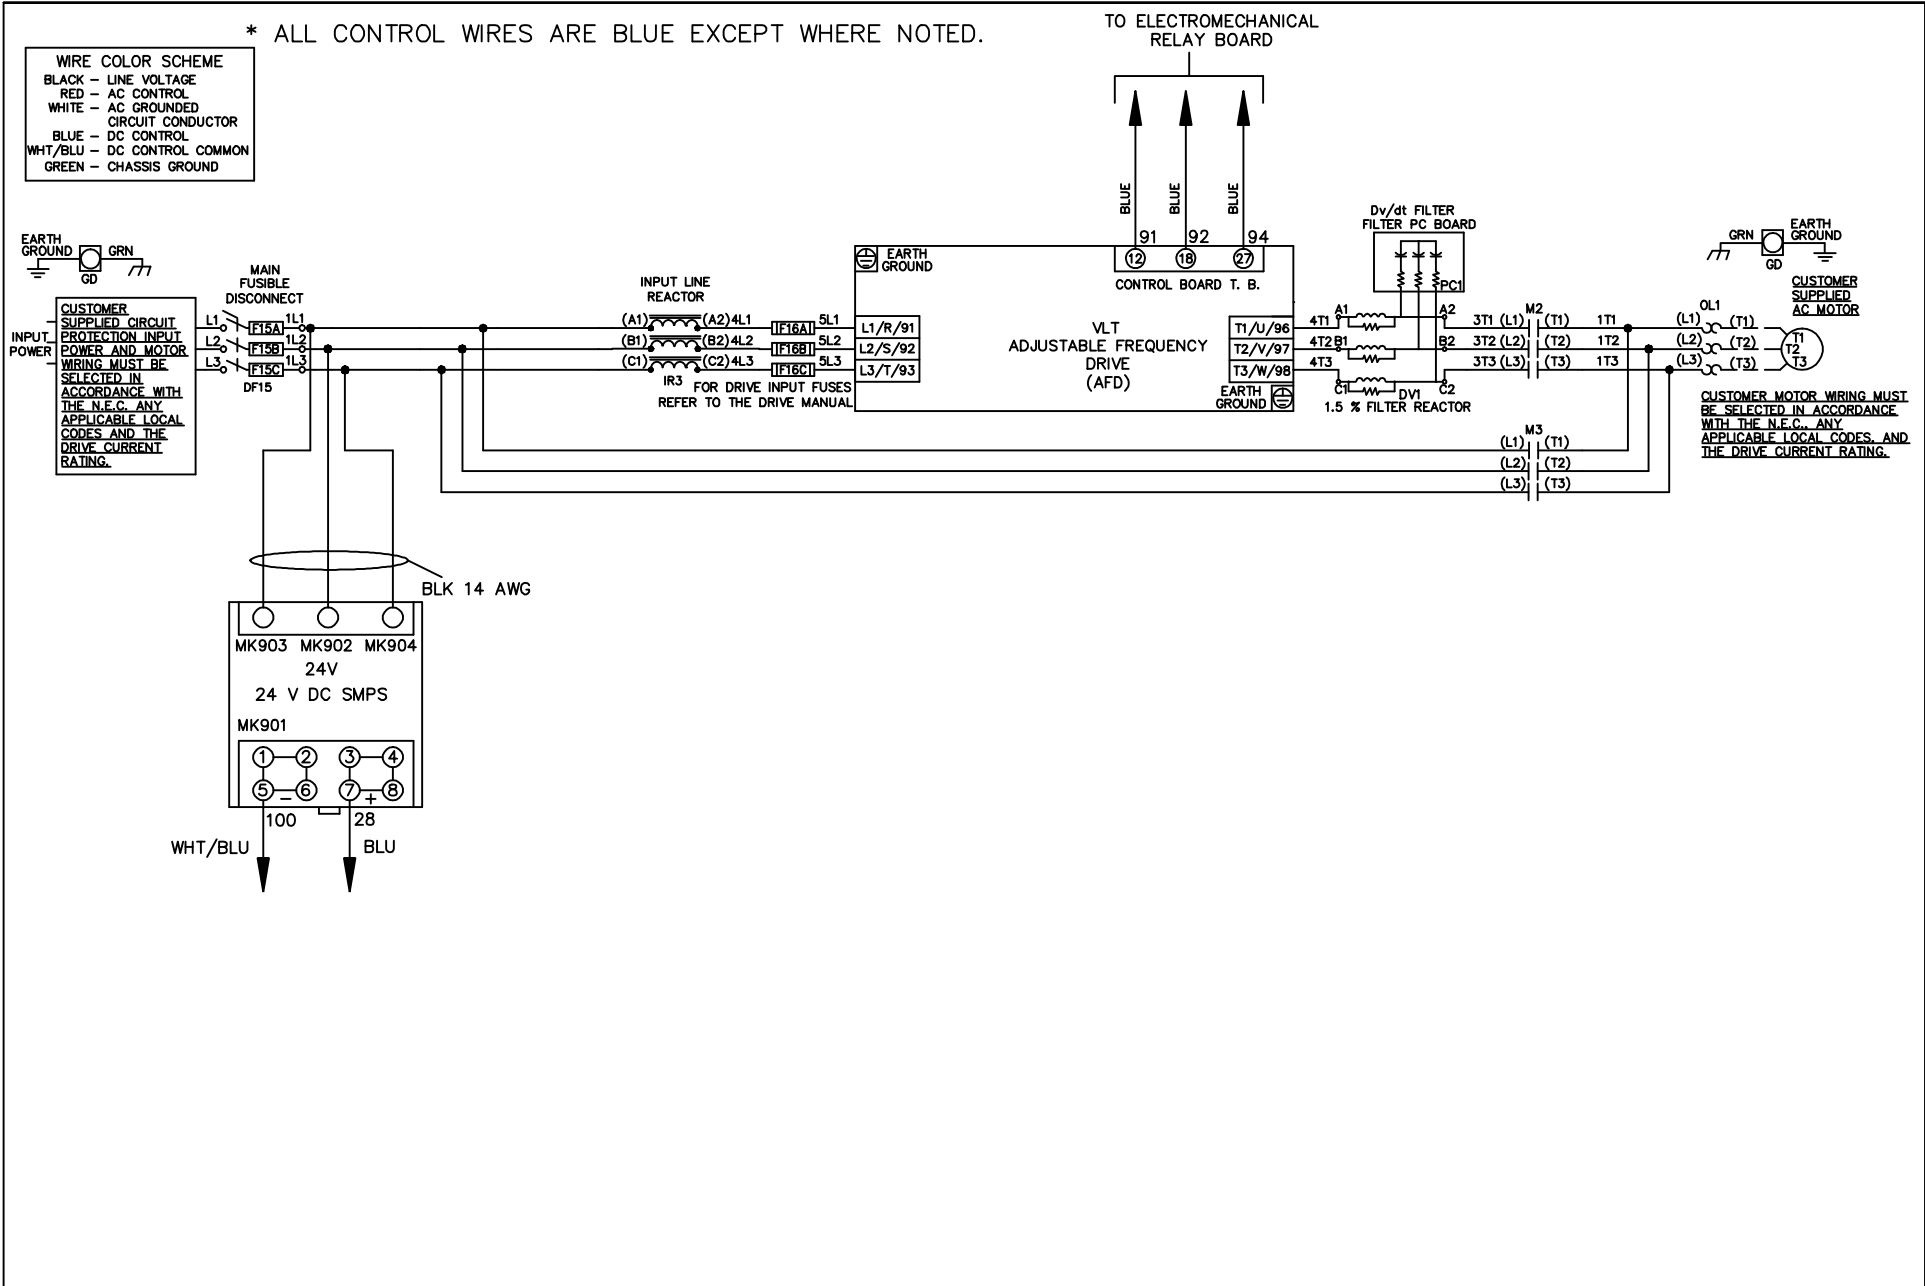 * ALL CONTROL WIRES ARE BLUE EXCEPT WHERE NOTED.
TO ELECTROMECHANICAL
RELAY BOARD
WIRE COLOR SCHEME
BLACK – LINE VOLTAGE
RED – AC CONTROL
WHITE – AC GROUNDED
CIRCUIT CONDUCTOR
BLUE – DC CONTROL
WHT/BLU – DC CONTROL COMMON
GREEN – CHASSIS GROUND
BLUE
BLUE
BLUE
91 92 94
12 18 27
CONTROL BOARD T. B.
EARTH
GROUND
GRN
GD
INPUT
POWER
CUSTOMER
SUPPLIED CIRCUIT
PROTECTION INPUT
POWER AND MOTOR
WIRING MUST BE
SELECTED IN
ACCORDANCE WITH
THE N.E.C. ANY
APPLICABLE LOCAL
CODES AND THE
DRIVE CURRENT
RATING.
MAIN
FUSIBLE
DISCONNECT
L1 F15A 1L1
L2 F15B 1L2
L3 F15C 1L3
DF15
INPUT LINE
REACTOR
(A1) (A2) 4L1 F16A 5L1
(B1) (B2) 4L2 F16B 5L2
(C1) (C2) 4L3 F16C 5L3
IR3
FOR DRIVE INPUT FUSES
REFER TO THE DRIVE MANUAL
EARTH
GROUND
L1/R/91
L2/S/92
L3/T/93
VLT
ADJUSTABLE FREQUENCY
DRIVE
(AFD)
T1/U/96
T2/V/97
T3/W/98
EARTH
GROUND
Dv/dt FILTER
FILTER PC BOARD
PC1
4T1 A1 A2
4T2 B1 B2
4T3 C1 C2
DV1
1.5 % FILTER REACTOR
M2
3T1 (L1) (T1) 1T1
3T2 (L2) (T2) 1T2
3T3 (L3) (T3) 1T3
M3
(L1) (T1)
(L2) (T2)
(L3) (T3)
OL1
(L1) (T1)
(L2) (T2)
(L3) (T3)
T1
T2
T3
GRN
GD
EARTH
GROUND
CUSTOMER
SUPPLIED
AC MOTOR
CUSTOMER MOTOR WIRING MUST
BE SELECTED IN ACCORDANCE
WITH THE N.E.C., ANY
APPLICABLE LOCAL CODES, AND
THE DRIVE CURRENT RATING.
BLK 14 AWG
MK903 MK902 MK904
24V
24 V DC SMPS
MK901
1 2 3 4
5 6 7 8
– +
100 28
WHT/BLU BLU